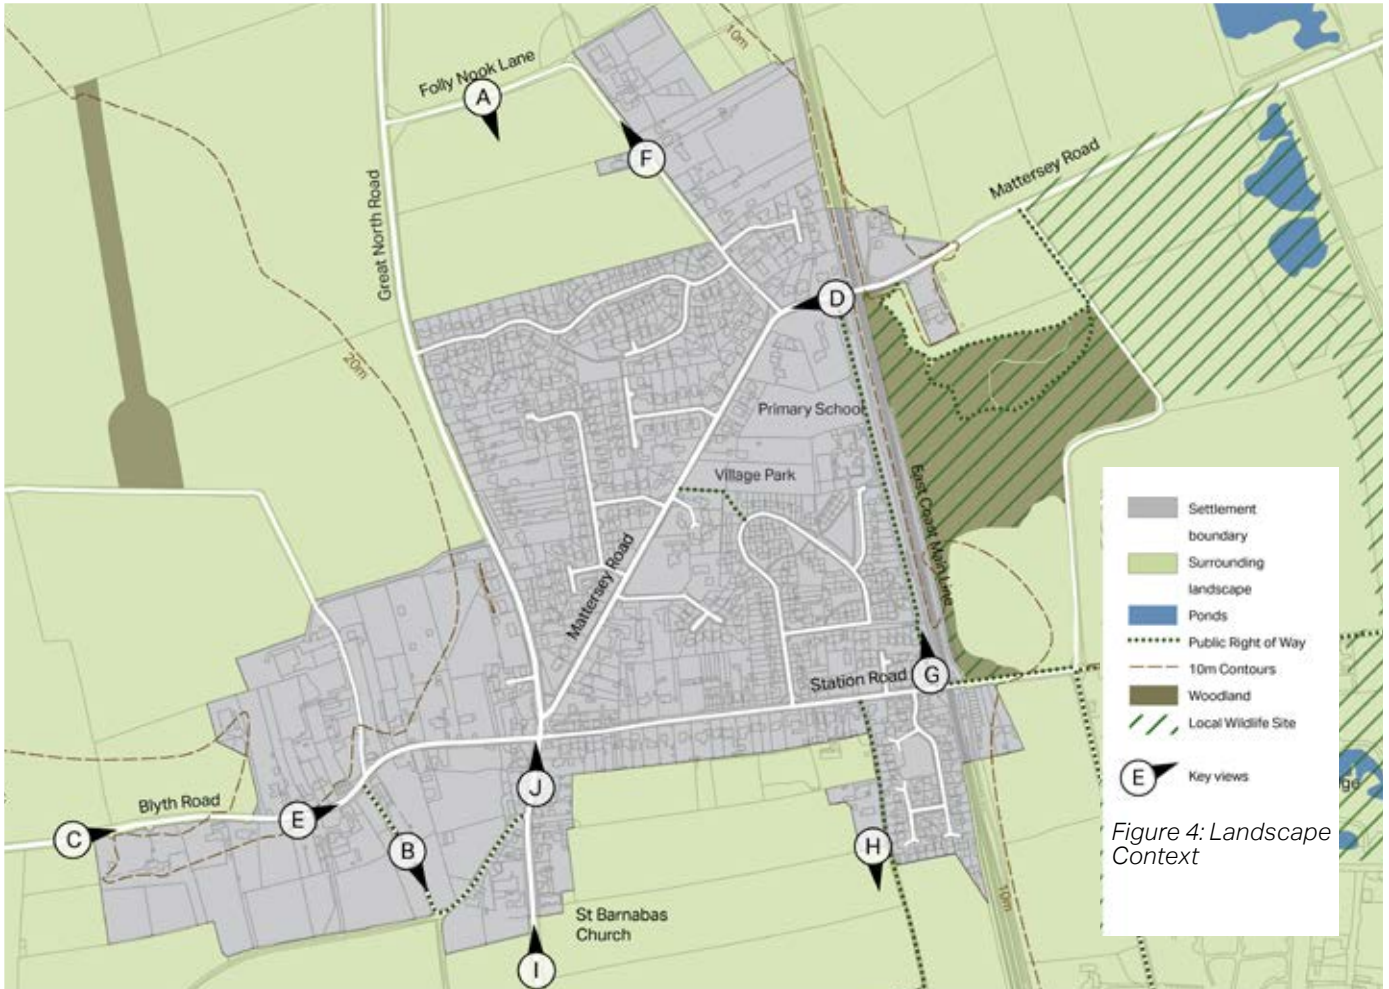 10m
Folly Nook Lane
A
F
Mattersey Road
Great North Road
D
20m
Primary School
Village Park
East Coast Main Line
Mattersey Road
Station Road
G
Blyth Road
C
E
J
B
H
10m
St Barnabas
Church
I
Settlement
boundary
Surrounding
landscape
Ponds
Public Right of Way
10m Contours
Woodland
Local Wildlife Site
E
Key views
Figure 4: Landscape
Context